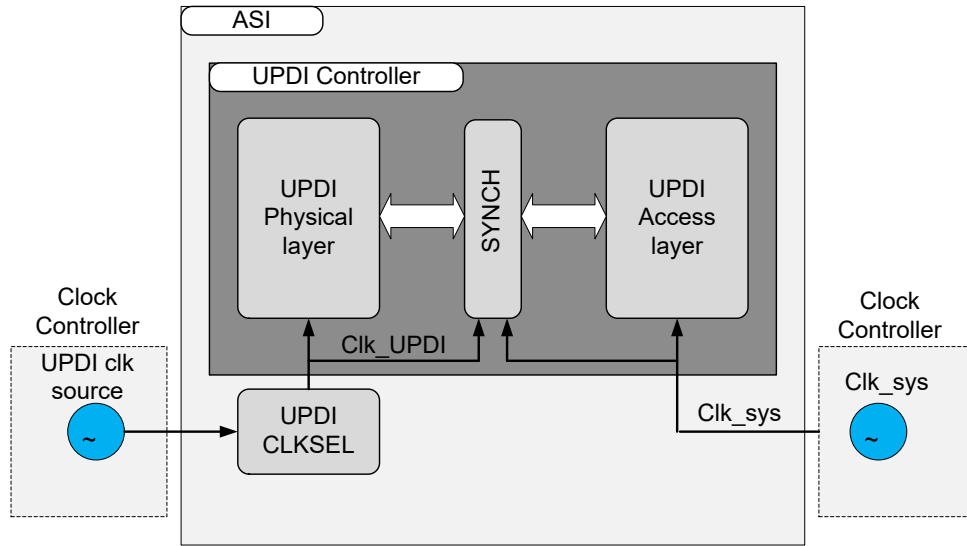 ASI
UPDI Controller
UPDI
Physical
layer
SYNCH
UPDI
Access
layer
Clock
Controller
UPDI clk
source
~
Clk_UPDI
UPDI
CLKSEL
Clk_sys
Clock
Controller
Clk_sys
~